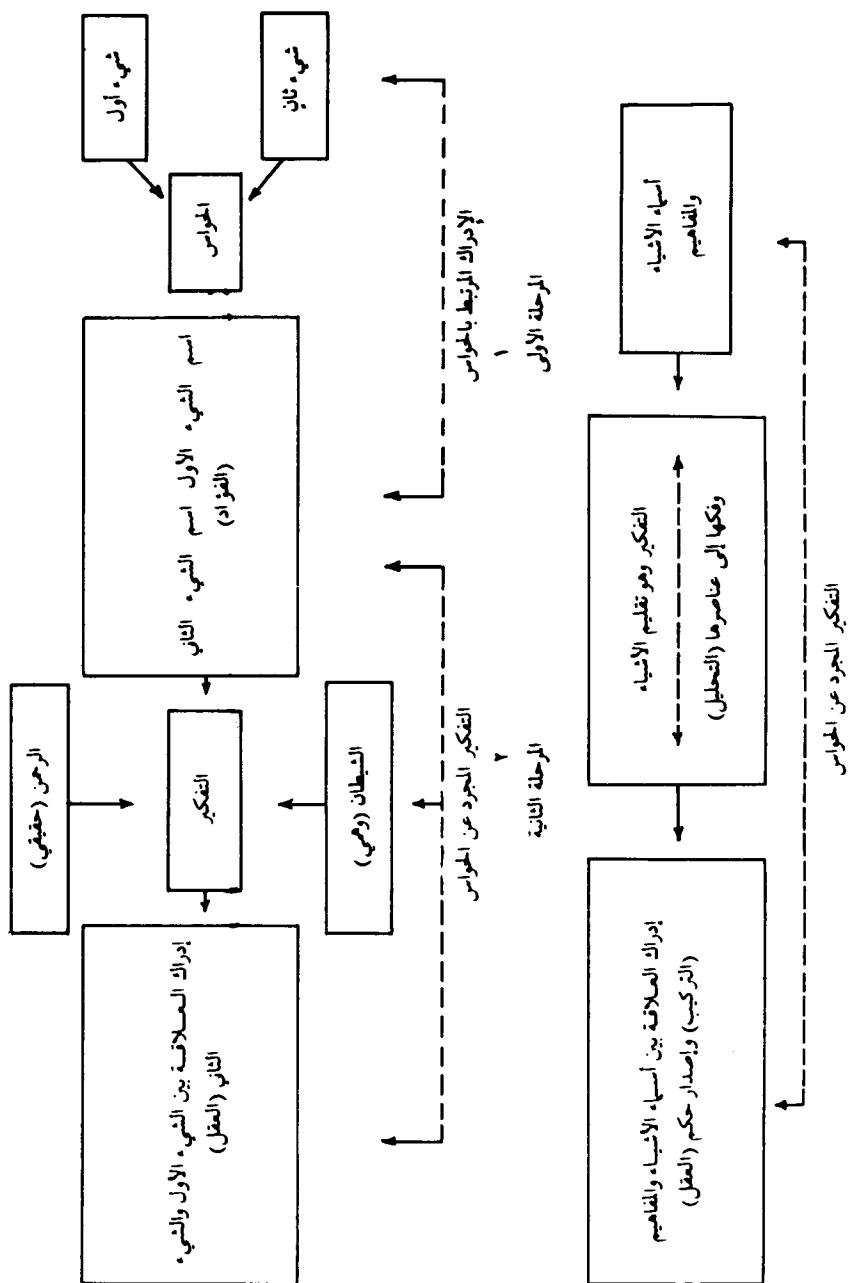 شيء أول
شيء ثانٍ
الحواس
اسم الشيء الأول اسم الشيء الثاني
(الفؤاد)
الرحمن (حقيقي)
التفكير
الشيطان (وهمي)
إدراك العلاقة بين الشيء الأول والشيء
الثاني (العقل)
الإدراك المرتبط بالحواس
١
المرحلة الأولى
التفكير المجرد عن الحواس
٢
المرحلة الثانية
أسماء الأشياء
والمفاهيم
التفكير وهو تقليم الأشياء
وفكها إلى عناصرها (التحليل)
إدراك العلاقة بين أسماء الأشياء والمفاهيم
(التركيب) وإصدار حكم (العقل)
التفكير المجرد عن الحواس